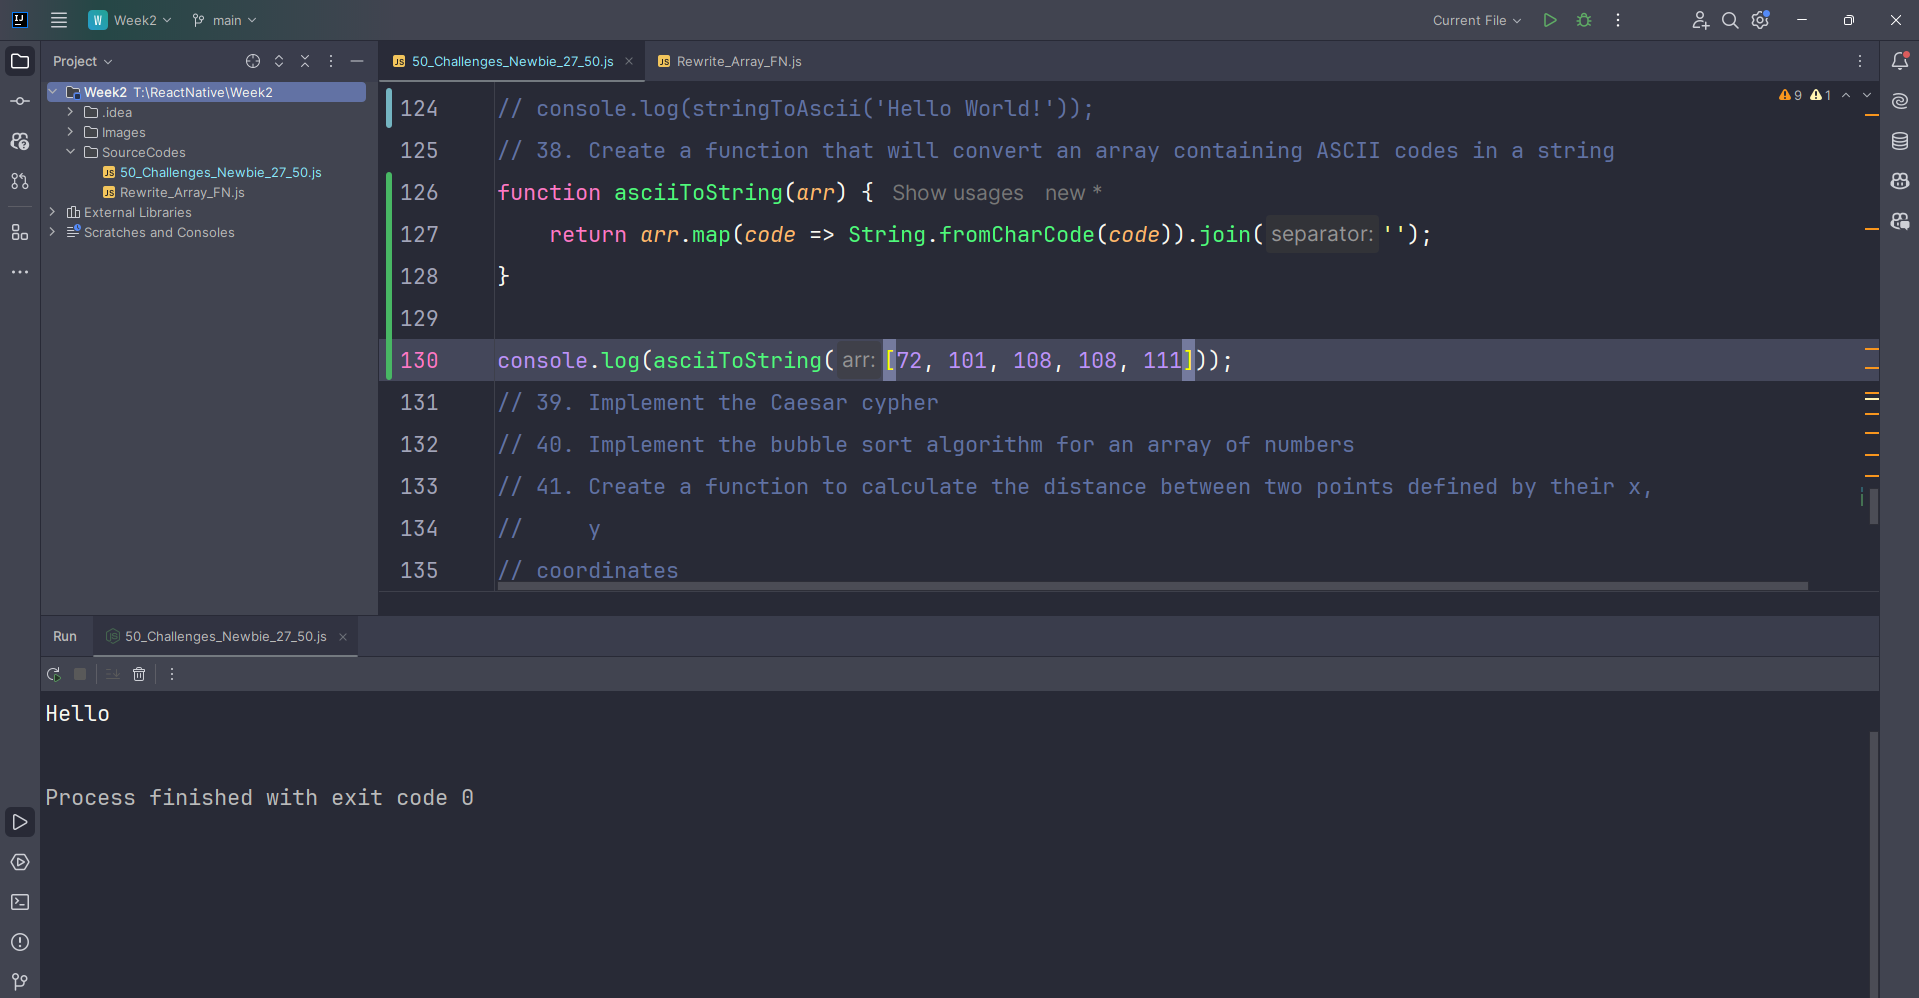 IJ
W Week2
main
Current File
Project
50_Challenges_Newbie_27_50.js
Rewrite_Array_FN.js
Week2 T:\ReactNative\Week2
.idea
Images
SourceCodes
JS 50_Challenges_Newbie_27_50.js
JS Rewrite_Array_FN.js
External Libraries
Scratches and Consoles
9 1
124 // console.log(stringToAscii('Hello World!'));
125 // 38. Create a function that will convert an array containing ASCII codes in a string
126 function asciiToString(arr) { Show usages new *
127 return arr.map(code => String.fromCharCode(code)).join( separator: '');
128 }
129
130 console.log(asciiToString( arr: [72, 101, 108, 108, 111]));
131 // 39. Implement the Caesar cypher
132 // 40. Implement the bubble sort algorithm for an array of numbers
133 // 41. Create a function to calculate the distance between two points defined by their x,
134 // y
135 // coordinates
Run
50_Challenges_Newbie_27_50.js
Hello
Process finished with exit code 0